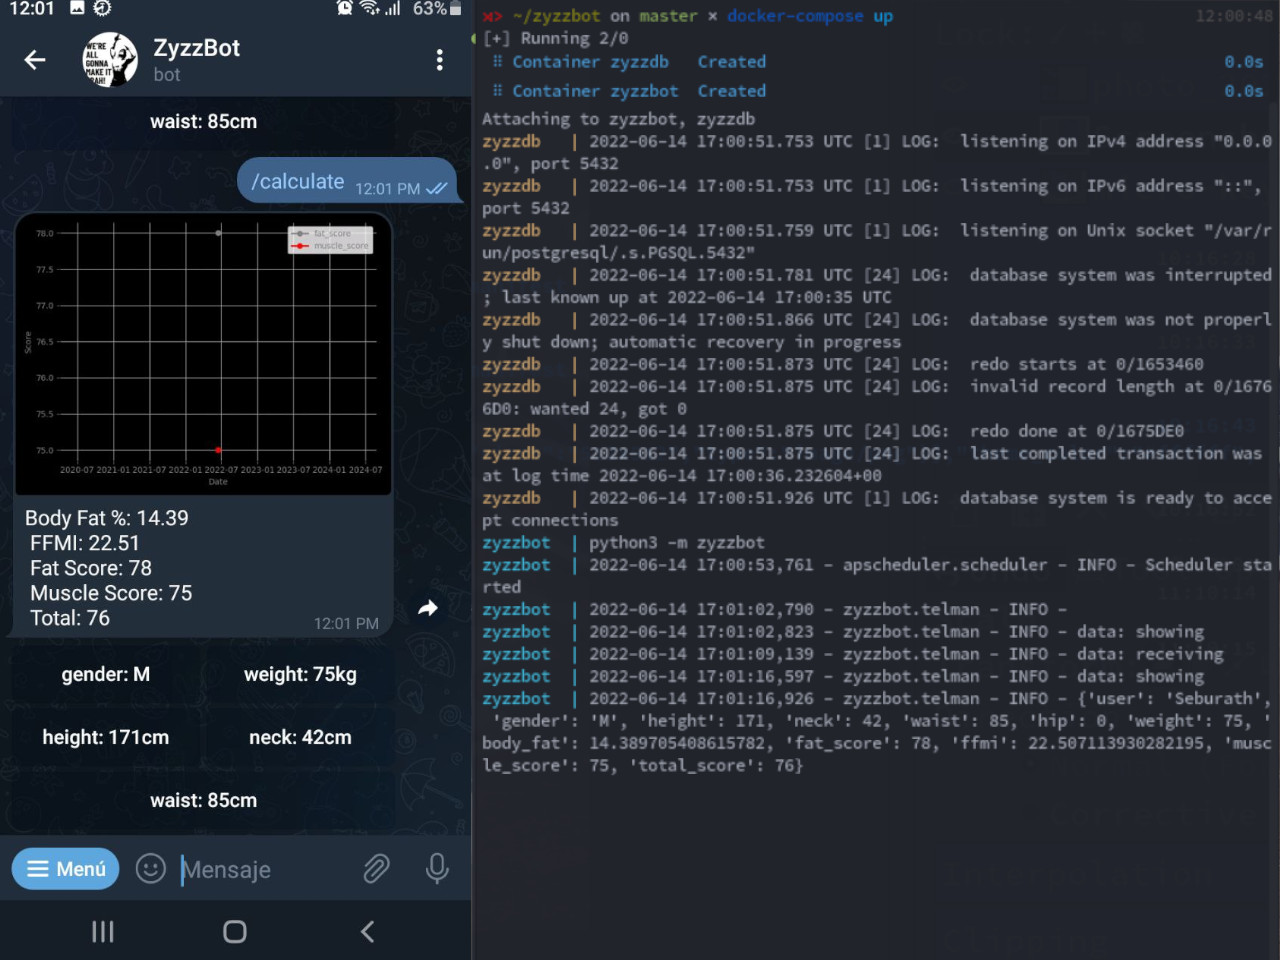 12:01
63%
ZyzzBot
bot
WE'RE
ALL
GONNA
MAKE IT
waist: 85cm
/calculate 12:01 PM
78.0
77.5
77.0
76.5
76.0
75.5
75.0
Score
fat_score
muscle_score
2020-07 2021-01 2021-07 2022-01 2022-07 2023-01 2023-07 2024-01 2024-07
Date
Body Fat %: 14.39
FFMI: 22.51
Fat Score: 78
Muscle Score: 75
Total: 76
12:01 PM
gender: M
weight: 75kg
height: 171cm
neck: 42cm
waist: 85cm
Menú
Mensaje
×> ~/zyzzbot on master × docker-compose up 12:00:48
[+] Running 2/0
⠿ Container zyzzdb Created 0.0s
⠿ Container zyzzbot Created 0.0s
Attaching to zyzzbot, zyzzdb
zyzzdb | 2022-06-14 17:00:51.753 UTC [1] LOG: listening on IPv4 address "0.0.0
.0", port 5432
zyzzdb | 2022-06-14 17:00:51.753 UTC [1] LOG: listening on IPv6 address "::",
port 5432
zyzzdb | 2022-06-14 17:00:51.759 UTC [1] LOG: listening on Unix socket "/var/r
un/postgresql/.s.PGSQL.5432"
zyzzdb | 2022-06-14 17:00:51.781 UTC [24] LOG: database system was interrupted
; last known up at 2022-06-14 17:00:35 UTC
zyzzdb | 2022-06-14 17:00:51.866 UTC [24] LOG: database system was not properl
y shut down; automatic recovery in progress
zyzzdb | 2022-06-14 17:00:51.873 UTC [24] LOG: redo starts at 0/1653460
zyzzdb | 2022-06-14 17:00:51.875 UTC [24] LOG: invalid record length at 0/1676
6D0: wanted 24, got 0
zyzzdb | 2022-06-14 17:00:51.875 UTC [24] LOG: redo done at 0/1675DE0
zyzzdb | 2022-06-14 17:00:51.875 UTC [24] LOG: last completed transaction was
at log time 2022-06-14 17:00:36.232604+00
zyzzdb | 2022-06-14 17:00:51.926 UTC [1] LOG: database system is ready to acce
pt connections
zyzzbot | python3 -m zyzzbot
zyzzbot | 2022-06-14 17:00:53,761 - apscheduler.scheduler - INFO - Scheduler sta
rted
zyzzbot | 2022-06-14 17:01:02,790 - zyzzbot.telman - INFO -
zyzzbot | 2022-06-14 17:01:02,823 - zyzzbot.telman - INFO - data: showing
zyzzbot | 2022-06-14 17:01:09,139 - zyzzbot.telman - INFO - data: receiving
zyzzbot | 2022-06-14 17:01:16,597 - zyzzbot.telman - INFO - data: showing
zyzzbot | 2022-06-14 17:01:16,926 - zyzzbot.telman - INFO - {'user': 'Seburath',
'gender': 'M', 'height': 171, 'neck': 42, 'waist': 85, 'hip': 0, 'weight': 75, '
body_fat': 14.389705408615782, 'fat_score': 78, 'ffmi': 22.507113930282195, 'musc
le_score': 75, 'total_score': 76}
Corrective
Interpolation
Clapping